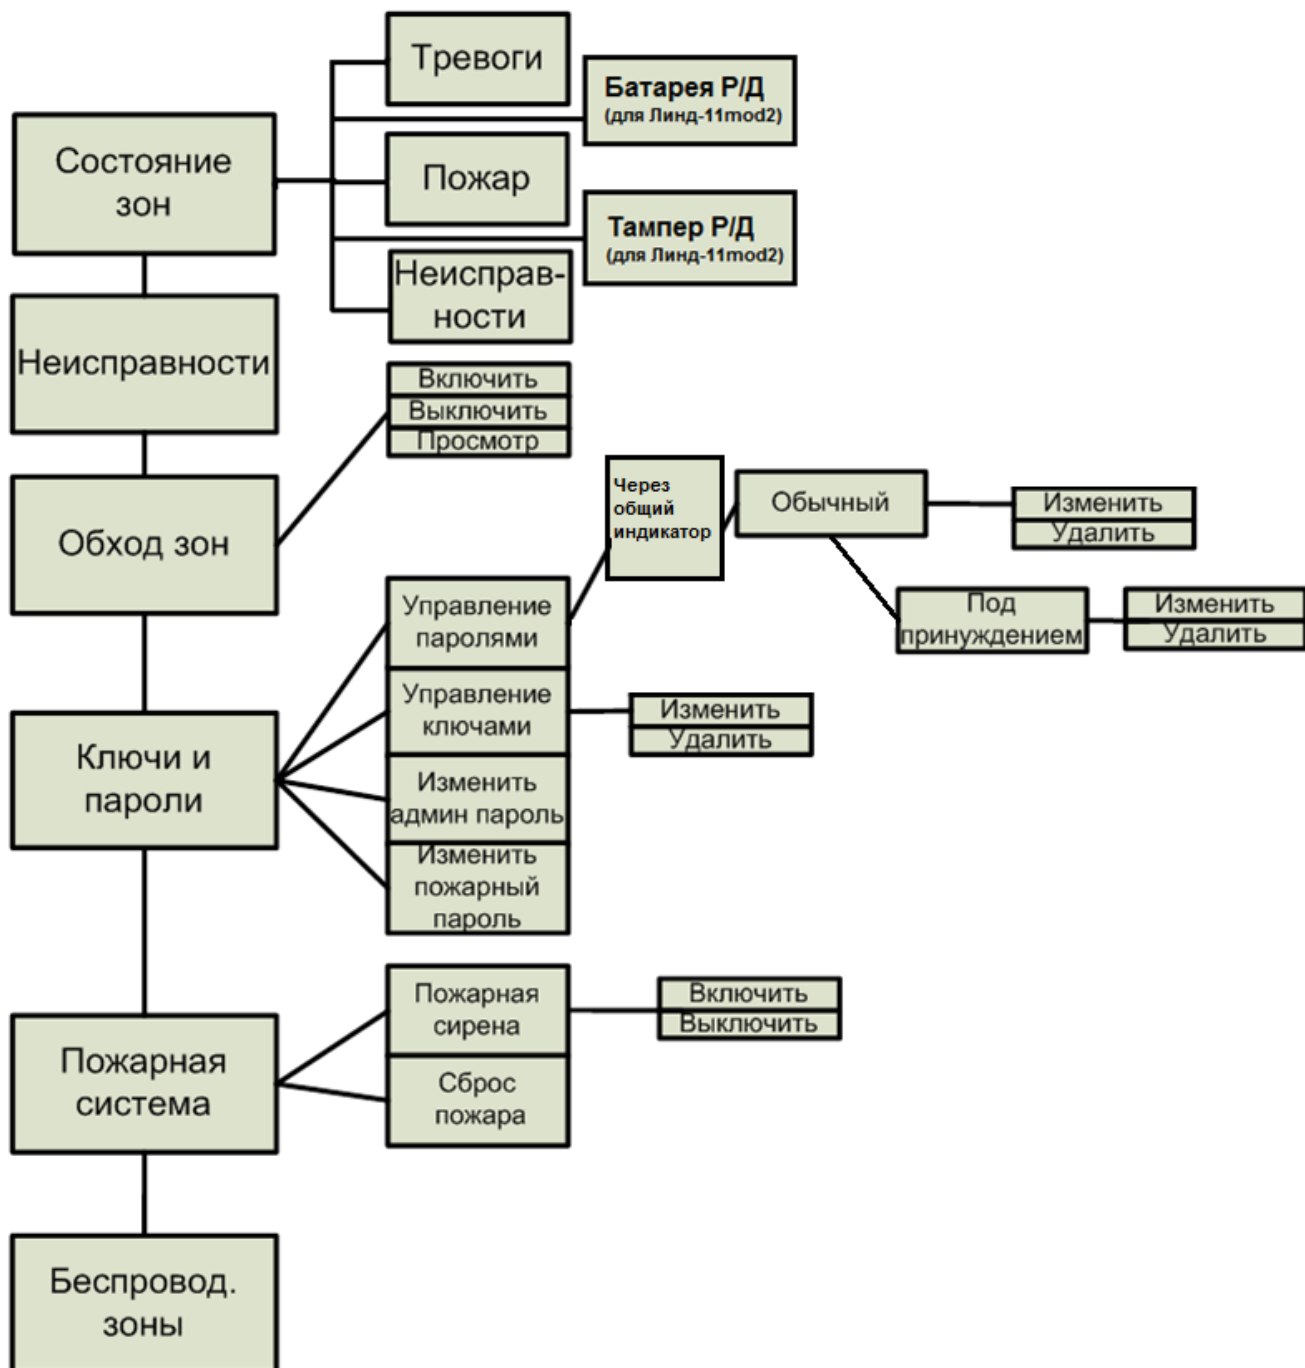 Тревоги
Батарея Р/Д
(для Линд-11mod2)
Состояние
зон
Пожар
Тампер Р/Д
(для Линд-11mod2)
Неисправ-
ности
Неисправности
Включить
Выключить
Просмотр
Обход зон
Через
общий
индикатор
Обычный
Изменить
Удалить
Под
принуждением
Изменить
Удалить
Управление
паролями
Управление
ключами
Изменить
Удалить
Ключи и
пароли
Изменить
админ пароль
Изменить
пожарный
пароль
Пожарная
сирена
Включить
Выключить
Пожарная
система
Сброс
пожара
Беспровод.
зоны